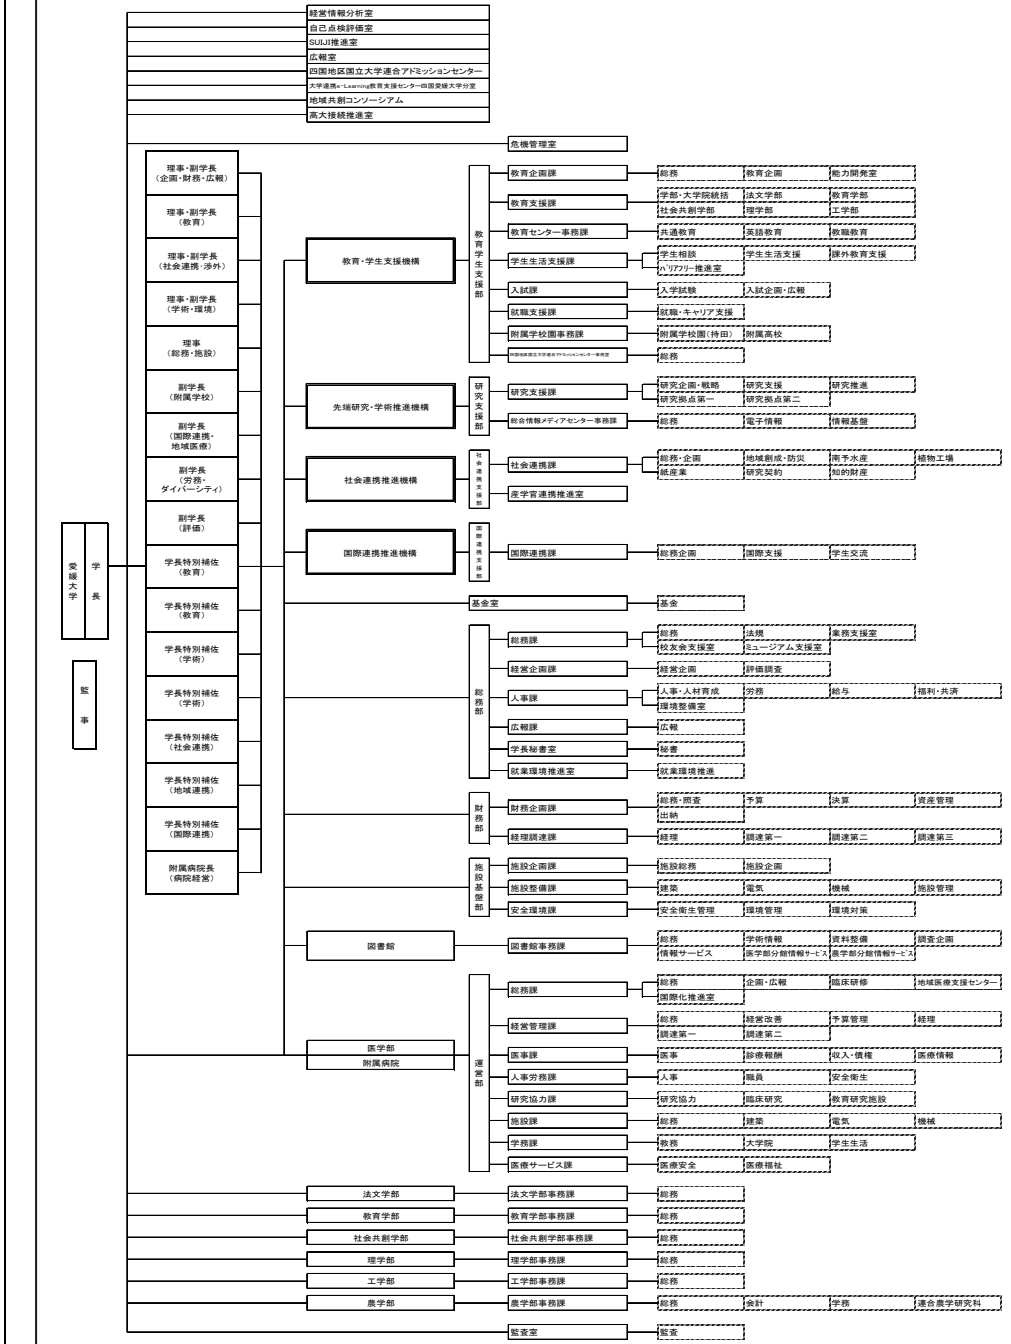 経営情報分析室
自己点検評価室
SUIJI推進室
広報室
四国地区国立大学連合アドミッションセンター
大学連携e-Learning教育支援センター四国愛媛大学分室
地域共創コンソーシアム
高大接続推進室
危機管理室
理事・副学長
（企画・財務・広報）
理事・副学長
（教育）
理事・副学長
（社会連携・渉外）
理事・副学長
（学術・環境）
理事
（総務・施設）
副学長
（附属学校）
副学長
（国際連携・
地域医療）
副学長
（労務・
ダイバーシティ）
副学長
（評価）
学長特別補佐
（教育）
学長特別補佐
（教育）
学長特別補佐
（学術）
学長特別補佐
（学術）
学長特別補佐
（社会連携）
学長特別補佐
（地域連携）
学長特別補佐
（国際連携）
附属病院長
（病院経営）
愛媛大学
学長
監事
教育・学生支援機構
教育学生支援部
教育企画課
総務 教育企画 能力開発室
教育支援課
学部・大学院統括 法文学部 教育学部
社会共創学部 理学部 工学部
教育センター事務課
共通教育 英語教育 教職教育
学生生活支援課
学生相談 学生生活支援 課外教育支援
バリアフリー推進室
入試課
入学試験 入試企画・広報
就職支援課
就職・キャリア支援
附属学校園事務課
附属学校園（持田） 附属高校
四国地区国立大学連合アドミッションセンター事務室
総務
先端研究・学術推進機構
研究支援部
研究支援課
研究企画・戦略 研究支援 研究推進
研究拠点第一 研究拠点第二
総合情報メディアセンター事務課
総務 電子情報 情報基盤
社会連携推進機構
社会連携支援部
社会連携課
総務・企画 地域創成・防災 南予水産 植物工場
紙産業 研究契約 知的財産
産学官連携推進室
国際連携推進機構
国際連携支援部
国際連携課
総務企画 国際支援 学生交流
基金室
基金
総務部
総務課
総務 法規 業務支援室
校友会支援室 ミュージアム支援室
経営企画課
経営企画 評価調査
人事課
人事・人材育成 労務 給与 福利・共済
環境整備室
広報課
広報
学長秘書室
秘書
就業環境推進室
就業環境推進
財務部
財務企画課
総務・照査 予算 決算 資産管理
出納
経理調達課
経理 調達第一 調達第二 調達第三
施設基盤部
施設企画課
施設総務 施設企画
施設整備課
建築 電気 機械 施設管理
安全環境課
安全衛生管理 環境管理 環境対策
図書館
図書館事務課
総務 学術情報 資料整備 調査企画
情報サービス 医学部分館情報サービス 農学部分館情報サービス
医学部
附属病院
運営部
総務課
総務 企画・広報 臨床研修 地域医療支援センター
国際化推進室
経営管理課
総務 経営改善 予算管理 経理
調達第一 調達第二
医事課
医事 診療報酬 収入・債権 医療情報
人事労務課
人事 職員 安全衛生
研究協力課
研究協力 臨床研究 教育研究施設
施設課
総務 建築 電気 機械
学務課
教務 大学院 学生生活
医療サービス課
医療安全 医療福祉
法文学部
法文学部事務課
総務
教育学部
教育学部事務課
総務
社会共創学部
社会共創学部事務課
総務
理学部
理学部事務課
総務
工学部
工学部事務課
総務
農学部
農学部事務課
総務 会計 学務 連合農学研究科
監査室
監査